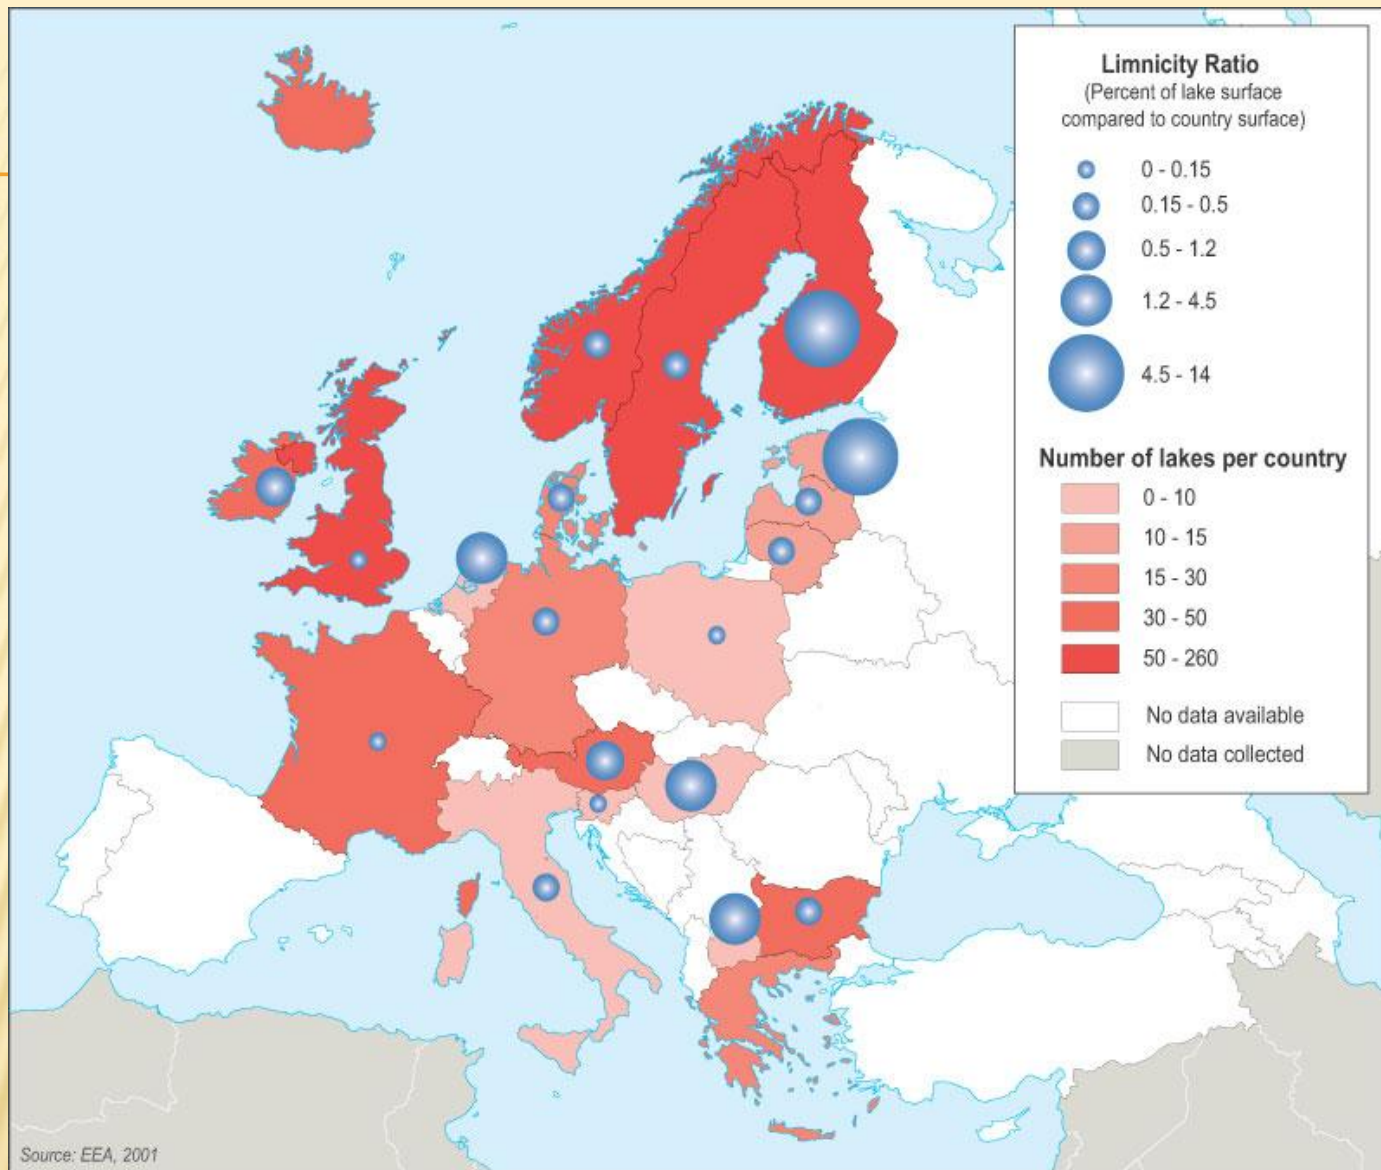 Limnicity Ratio
(Percent of lake surface
compared to country surface)
0 - 0.15
0.15 - 0.5
0.5 - 1.2
1.2 - 4.5
4.5 - 14
Number of lakes per country
0 - 10
10 - 15
15 - 30
30 - 50
50 - 260
No data available
No data collected
Source: EEA, 2001